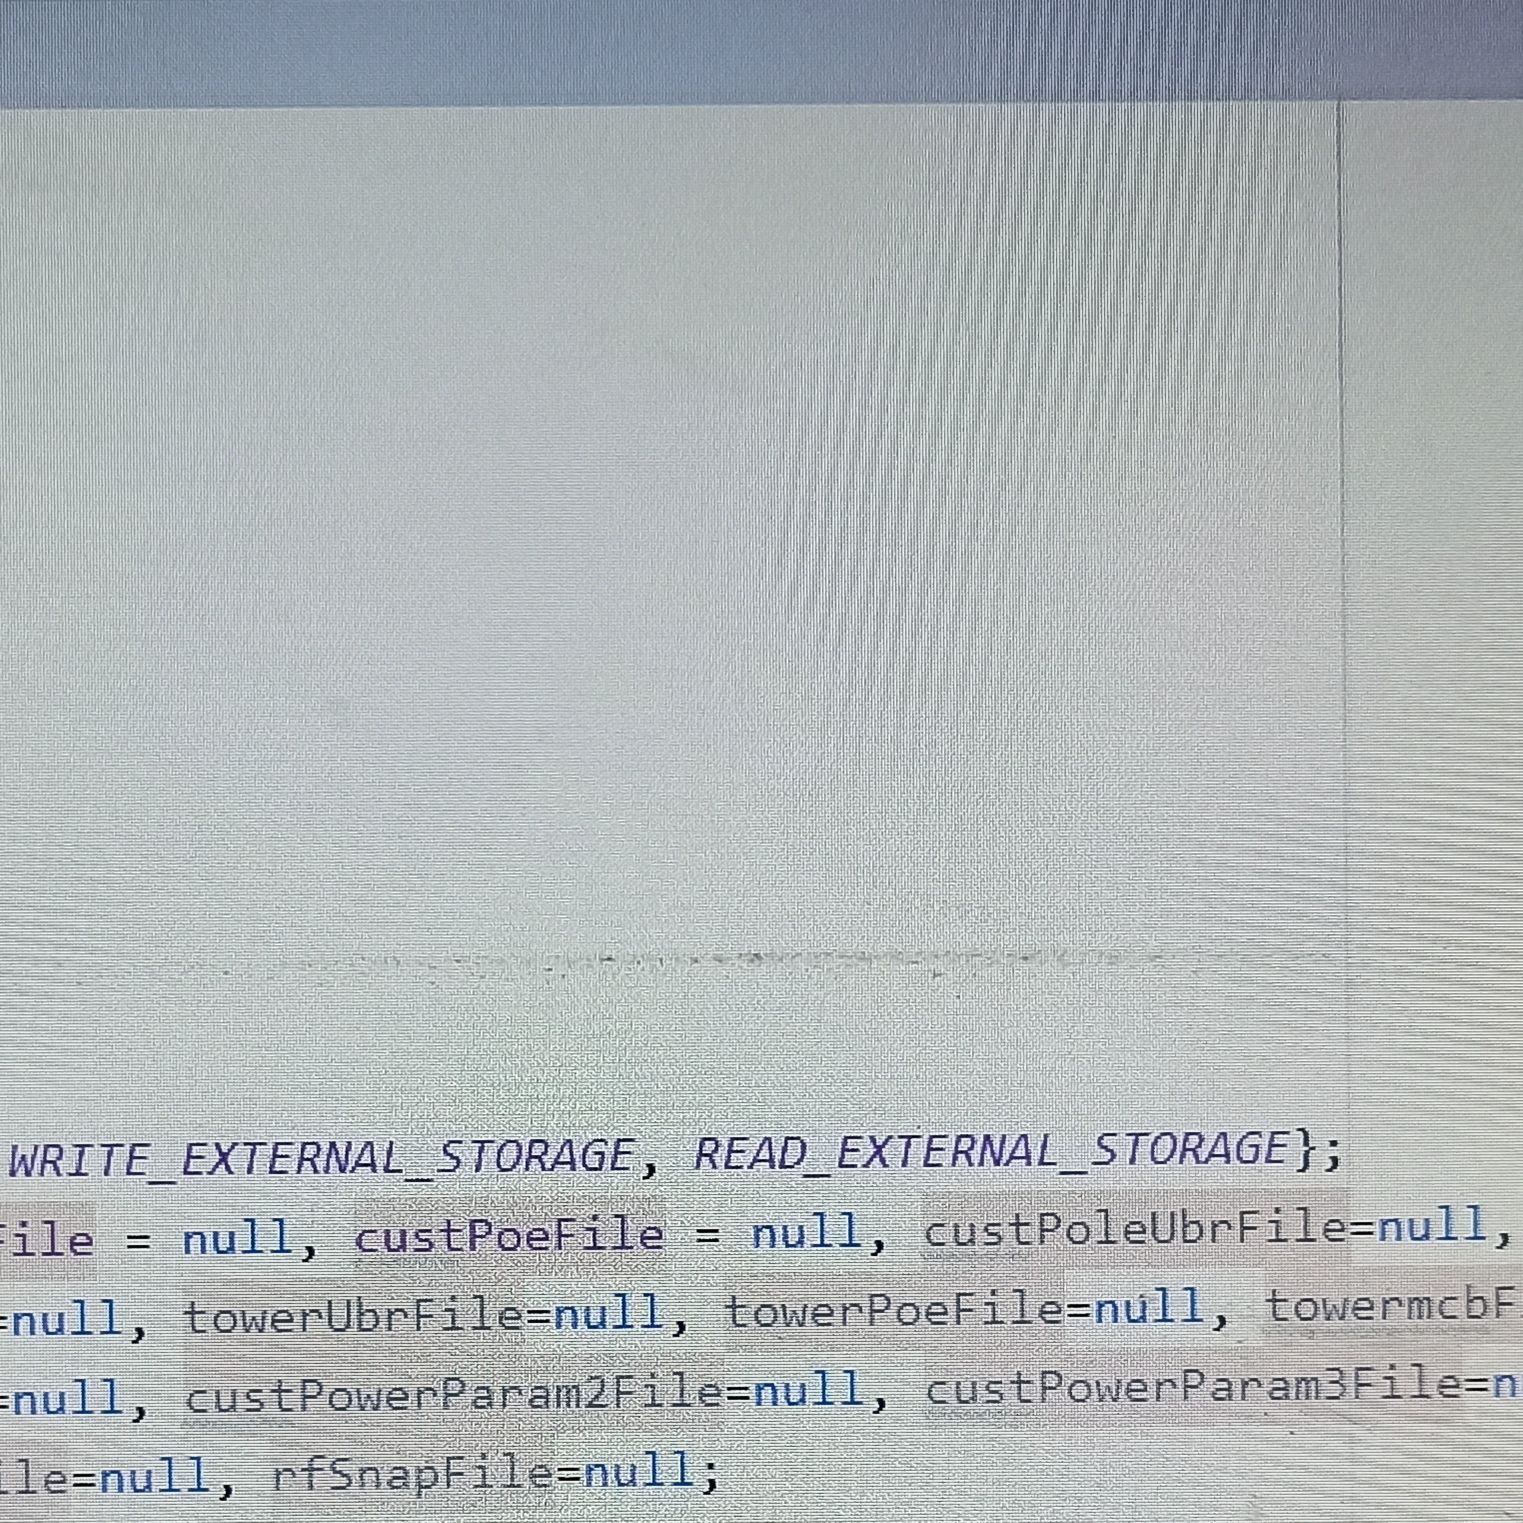 WRITE_EXTERNAL_STORAGE, READ_EXTERNAL_STORAGE};
File = null, custPoeFile = null, custPoleUbrFile=null,
=null, towerUbrFile=null, towerPoeFile=null, towermcbF
=null, custPowerParam2File=null, custPowerParam3File=n
ile=null, rfSnapFile=null;